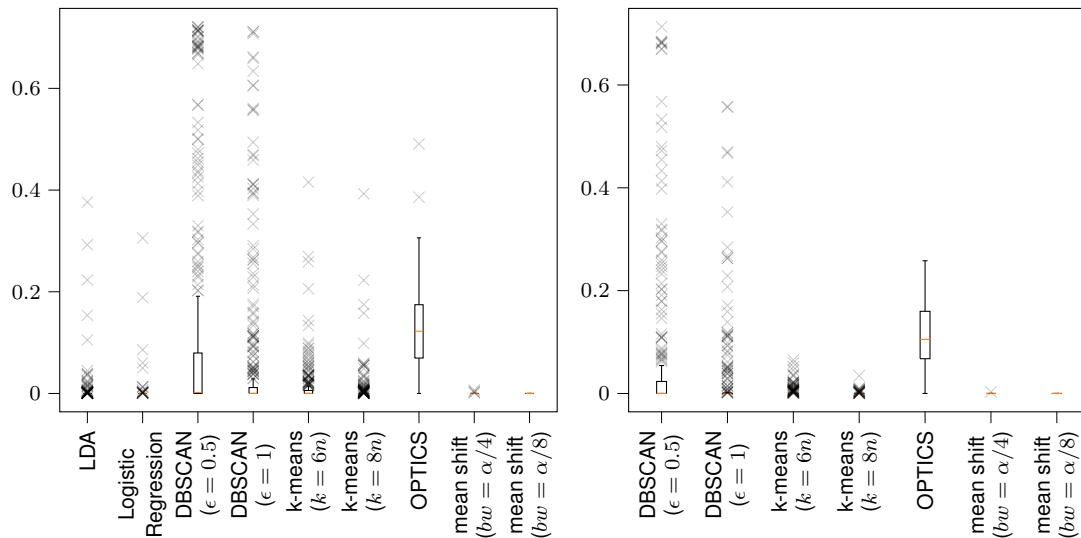 0.6
0.4
0.2
0
LDA
Logistic
Regression
DBSCAN
(ϵ = 0.5)
DBSCAN
(ϵ = 1)
k-means
(k = 6n)
k-means
(k = 8n)
OPTICS
mean shift
(bw = α/4)
mean shift
(bw = α/8)
0.6
0.4
0.2
0
DBSCAN
(ϵ = 0.5)
DBSCAN
(ϵ = 1)
k-means
(k = 6n)
k-means
(k = 8n)
OPTICS
mean shift
(bw = α/4)
mean shift
(bw = α/8)